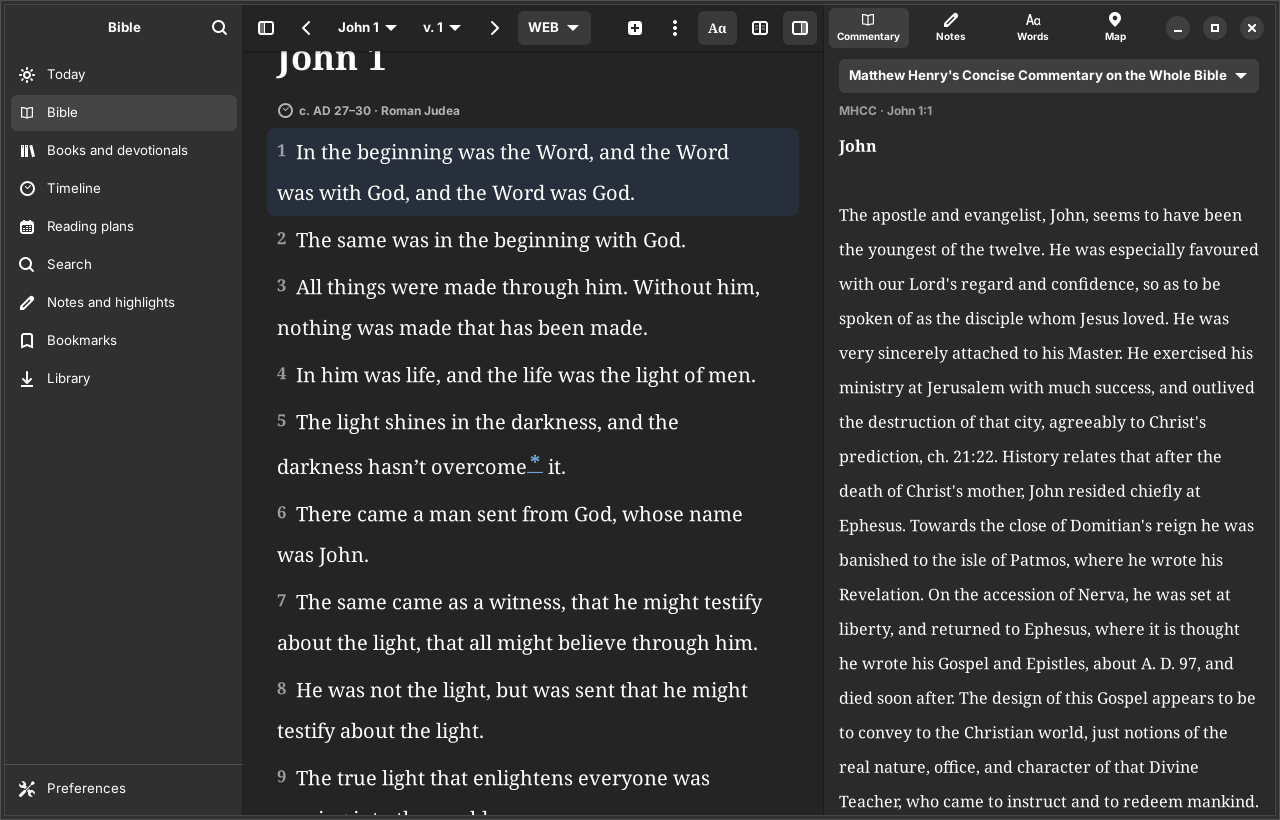 Bible
Today
Bible
Books and devotionals
Timeline
Reading plans
Search
Notes and highlights
Bookmarks
Library
Preferences
John 1
v. 1
WEB
Aα
John 1
c. AD 27–30 · Roman Judea
1 In the beginning was the Word, and the Word
was with God, and the Word was God.
2 The same was in the beginning with God.
3 All things were made through him. Without him,
nothing was made that has been made.
4 In him was life, and the life was the light of men.
5 The light shines in the darkness, and the
darkness hasn’t overcome* it.
6 There came a man sent from God, whose name
was John.
7 The same came as a witness, that he might testify
about the light, that all might believe through him.
8 He was not the light, but was sent that he might
testify about the light.
9 The true light that enlightens everyone was
Commentary
Notes
Aα
Words
Map
Matthew Henry's Concise Commentary on the Whole Bible
MHCC · John 1:1
John
The apostle and evangelist, John, seems to have been
the youngest of the twelve. He was especially favoured
with our Lord's regard and confidence, so as to be
spoken of as the disciple whom Jesus loved. He was
very sincerely attached to his Master. He exercised his
ministry at Jerusalem with much success, and outlived
the destruction of that city, agreeably to Christ's
prediction, ch. 21:22. History relates that after the
death of Christ's mother, John resided chiefly at
Ephesus. Towards the close of Domitian's reign he was
banished to the isle of Patmos, where he wrote his
Revelation. On the accession of Nerva, he was set at
liberty, and returned to Ephesus, where it is thought
he wrote his Gospel and Epistles, about A. D. 97, and
died soon after. The design of this Gospel appears to be
to convey to the Christian world, just notions of the
real nature, office, and character of that Divine
Teacher, who came to instruct and to redeem mankind.